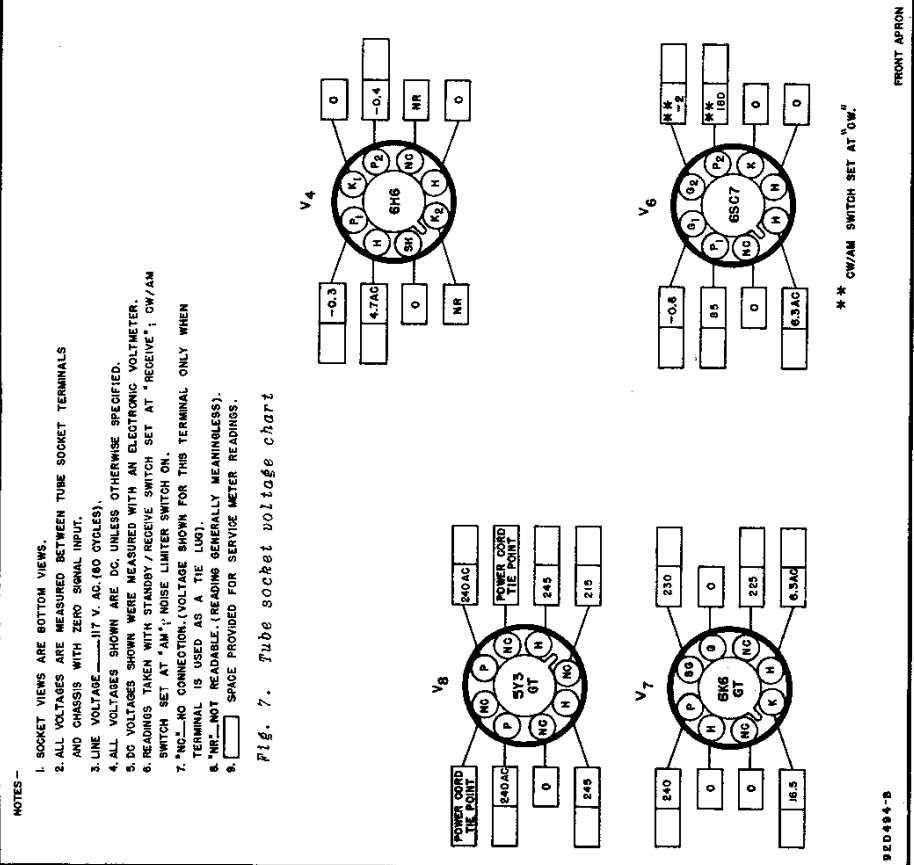 NOTES—
1. SOCKET VIEWS ARE BOTTOM VIEWS.
2. ALL VOLTAGES ARE MEASURED BETWEEN TUBE SOCKET TERMINALS
AND CHASSIS WITH ZERO SIGNAL INPUT.
3. LINE VOLTAGE___117 V. AC.(60 CYCLES).
4. ALL VOLTAGES SHOWN ARE DC. UNLESS OTHERWISE SPECIFIED.
5. DC VOLTAGES SHOWN WERE MEASURED WITH AN ELECTRONIC VOLTMETER.
6. READINGS TAKEN WITH STANDBY / RECEIVE SWITCH SET AT "RECEIVE"; CW/AM
SWITCH SET AT "AM"; NOISE LIMITER SWITCH ON.
7. "NC"—NO CONNECTION.(VOLTAGE SHOWN FOR THIS TERMINAL ONLY WHEN
TERMINAL IS USED AS A TIE LUG).
8. "NR"—NOT READABLE.(READING GENERALLY MEANINGLESS).
9. SPACE PROVIDED FOR SERVICE METER READINGS.
Fig. 7. Tube socket voltage chart
V8
POWER CORD
TIE POINT
240AC
0
245
NC
P
P
NC
NC
H
H
NC
5Y3
GT
240AC
POWER CORD
TIE POINT
245
215
V4
-0.3
4.7AC
0
NR
P1
K1
H
P2
SH
NC
K2
H
6H6
0
-0.4
NR
0
V7
240
0
0
16.5
P
SG
H
G
NC
NC
K
H
6K6
GT
230
0
225
6.3AC
V6
-0.6
85
0
6.3AC
G1
G2
P1
P2
NC
K
H
H
6SC7
**
-2
**
180
0
0
** CW/AM SWITCH SET AT "CW."
92D494-B
FRONT APRON